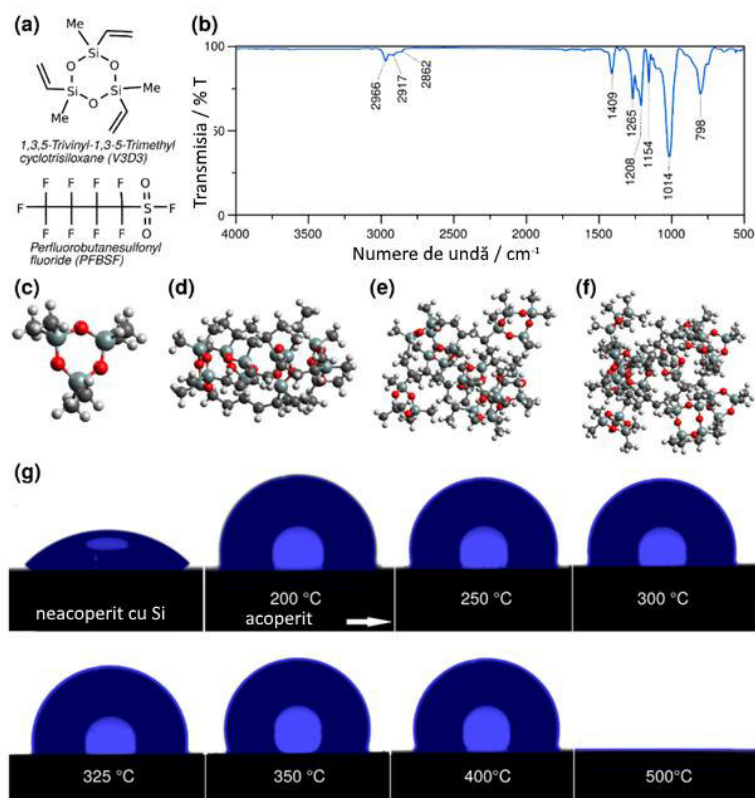 (a)
Me
Si
O
O
Si
Si
Me
O
Me
1,3,5-Trivinyl-1,3-5-Trimethyl
cyclotrisiloxane (V3D3)
F F F F O
F S F
F F F F O
Perfluorobutanesulfonyl
fluoride (PFBSF)
(b)
Transmisia / % T
100
50
0
2966
2917
2862
1409
1265
1208
1154
1014
798
4000 3500 3000 2500 2000 1500 1000 500
Numere de undă / cm⁻¹
(c)
(d)
(e)
(f)
(g)
neacoperit cu Si
200 °C
acoperit
250 °C
300 °C
325 °C
350 °C
400°C
500°C